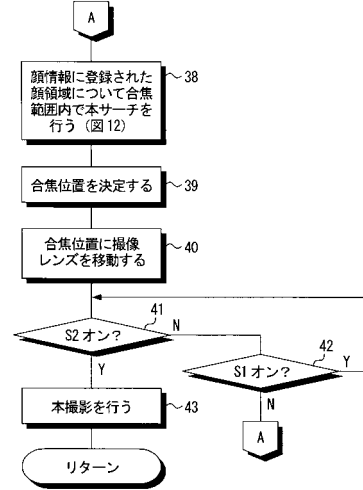 A
顔情報に登録された
顔領域について合焦
範囲内で本サーチを
行う（図12）
38
合焦位置を決定する
39
合焦位置に撮像
レンズを移動する
40
S2 オン？
41
N
Y
S1 オン？
42
Y
N
本撮影を行う
43
A
リターン